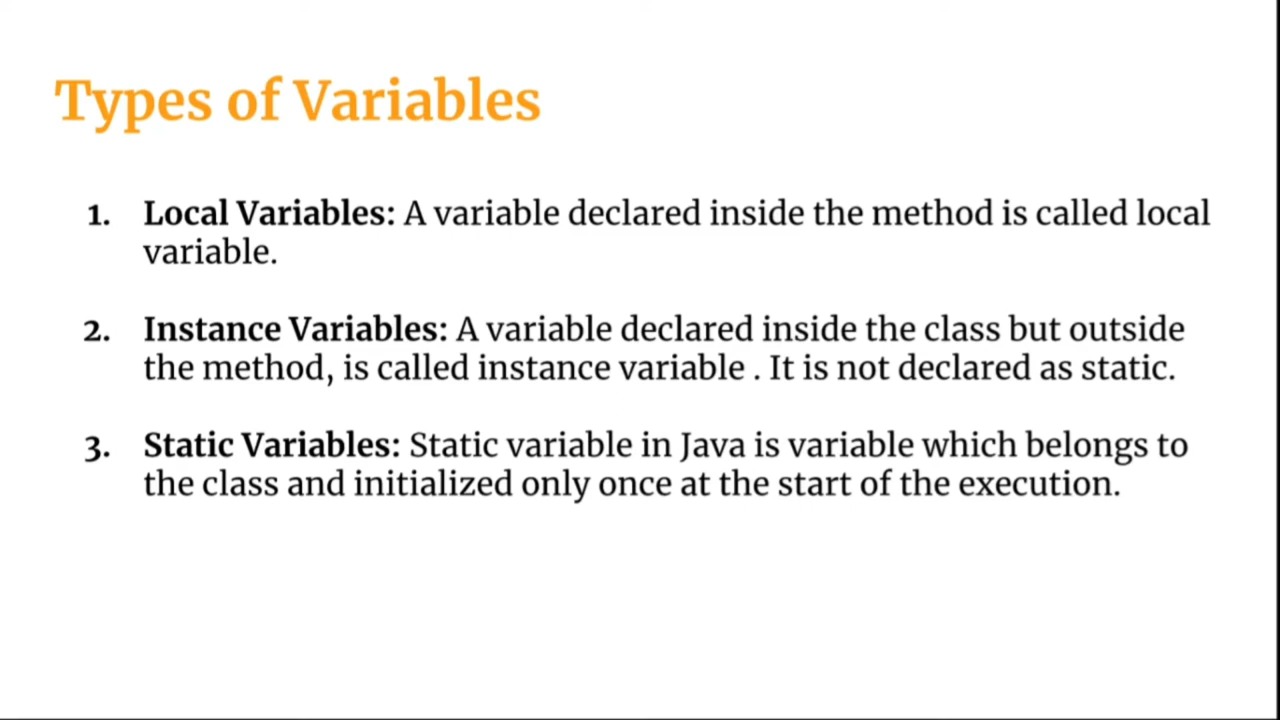 Types of Variables
1. Local Variables: A variable declared inside the method is called local
variable.
2. Instance Variables: A variable declared inside the class but outside
the method, is called instance variable . It is not declared as static.
3. Static Variables: Static variable in Java is variable which belongs to
the class and initialized only once at the start of the execution.